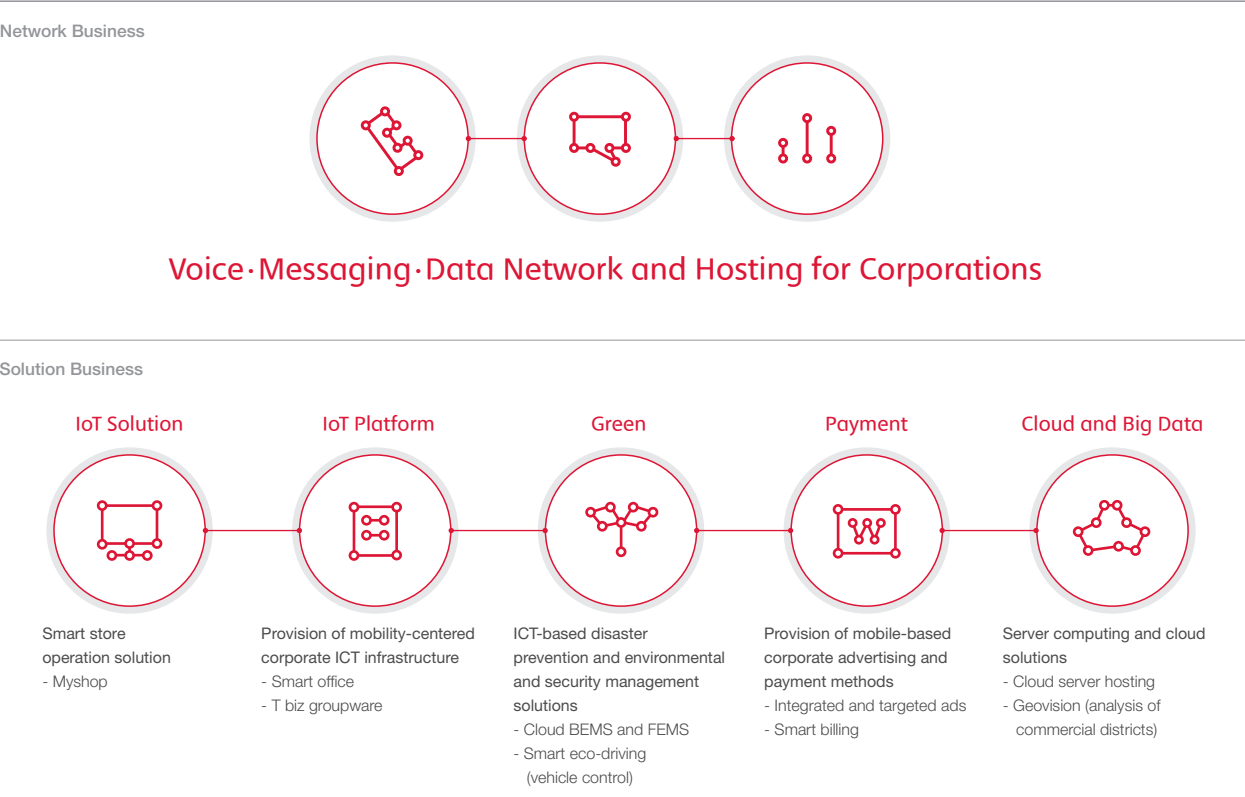 Network Business
Voice·Messaging·Data Network and Hosting for Corporations
Solution Business
IoT Solution
Smart store
operation solution
- Myshop
IoT Platform
Provision of mobility-centered
corporate ICT infrastructure
- Smart office
- T biz groupware
Green
ICT-based disaster
prevention and environmental
and security management
solutions
- Cloud BEMS and FEMS
- Smart eco-driving
(vehicle control)
Payment
Provision of mobile-based
corporate advertising and
payment methods
- Integrated and targeted ads
- Smart billing
Cloud and Big Data
Server computing and cloud
solutions
- Cloud server hosting
- Geovision (analysis of
commercial districts)